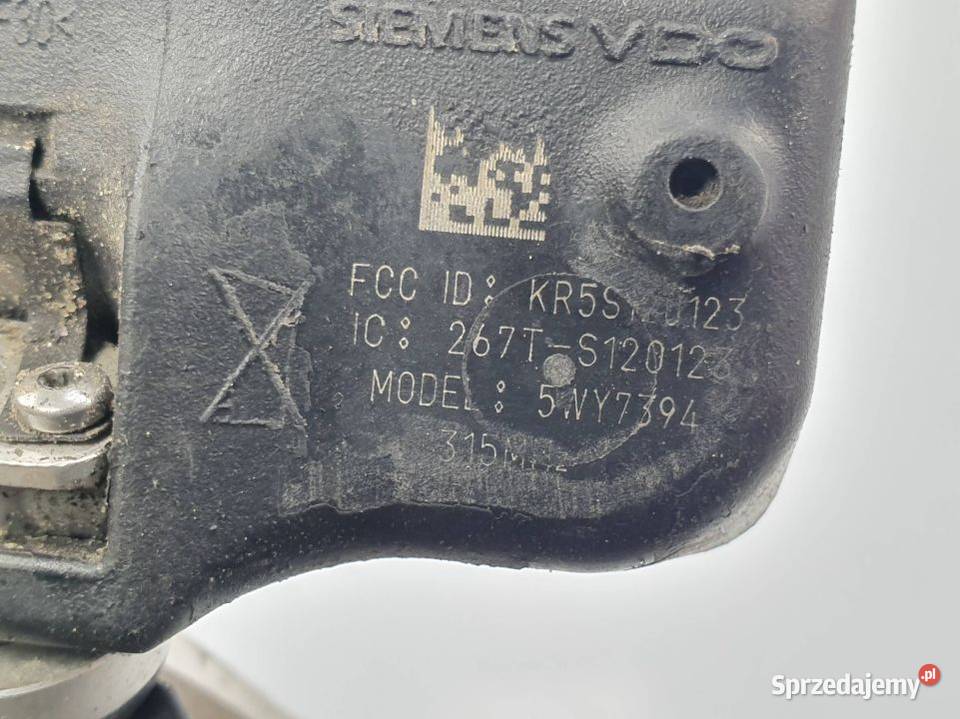 SIEMENS VDO
FCC ID: KR5S120123
IC: 267T-S120123
MODEL: 5WY7394
315MHz
Sprzedajemy.pl